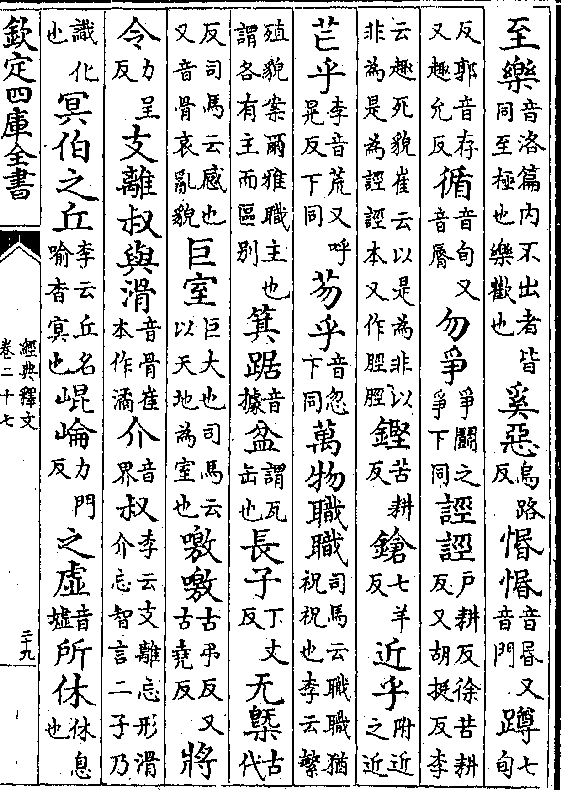 至樂音洛篇内不出者皆同至極也樂歡也奚惡烏路反惛惛音昬又音門蹲七旬
反郭音存又趣允反循音旬又音脣勿爭爭鬭之爭下同誙誙户耕反徐苦耕反又胡挺反李
云趣死貌崔云以是為非以非為是為誙誙本又作脛脛鏗苦耕反鎗七羊反近乎附近之近
芒乎李音荒又呼晃反下同芴乎音忽下同萬物職職司馬云職職猶祝祝也李云繁
殖貌案爾雅職主也謂各有主而區别箕踞音據盆謂瓦缶也長子丁丈反无槩古代
反司馬云感也又音骨哀亂貌巨室巨大也司馬云以天地為室也噭噭古弔反又古堯反將
令力呈反支離叔與滑音骨崔本作潏介音界叔李云支離忘形滑介忘智言二子乃
識化也冥伯之丘李云丘名喻杳冥也崐崘力門反之虛音墟所休休息也
欽定四庫全書
經典釋文
卷二十七